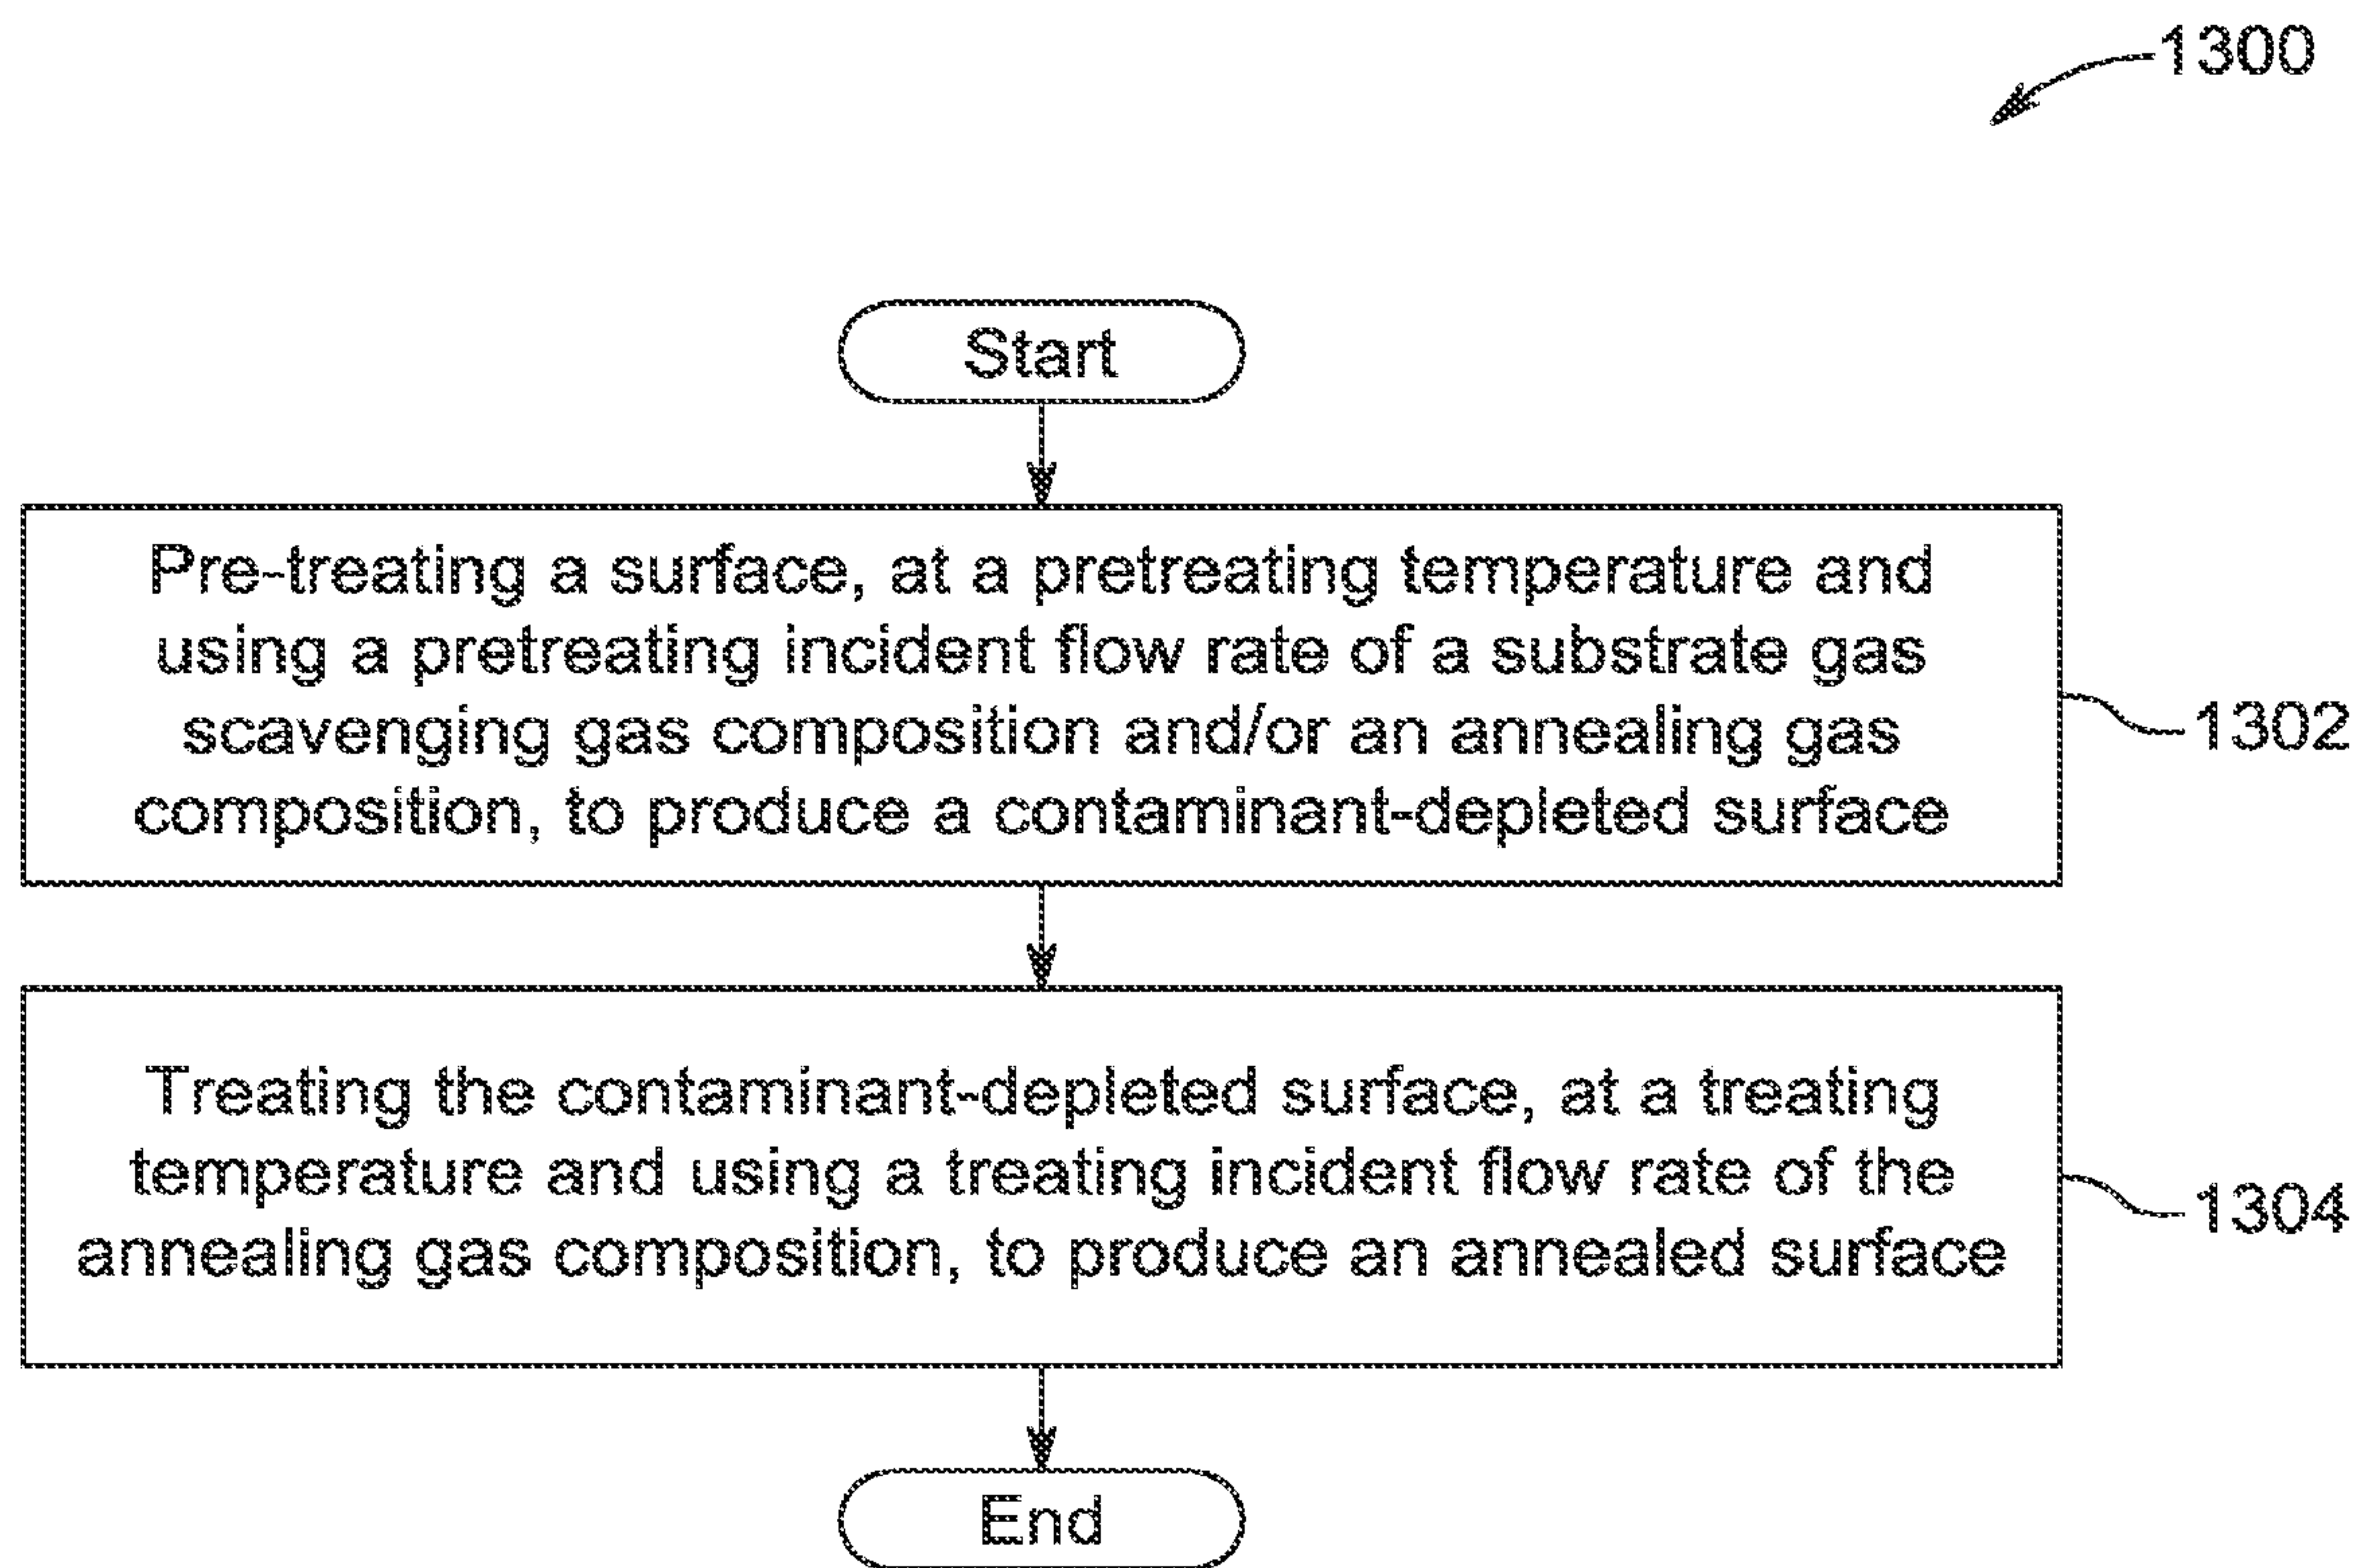 1300
Start
Pre-treating a surface, at a pretreating temperature and
using a pretreating incident flow rate of a substrate gas
scavenging gas composition and/or an annealing gas
composition, to produce a contaminant-depleted surface
1302
Treating the contaminant-depleted surface, at a treating
temperature and using a treating incident flow rate of the
annealing gas composition, to produce an annealed surface
1304
End